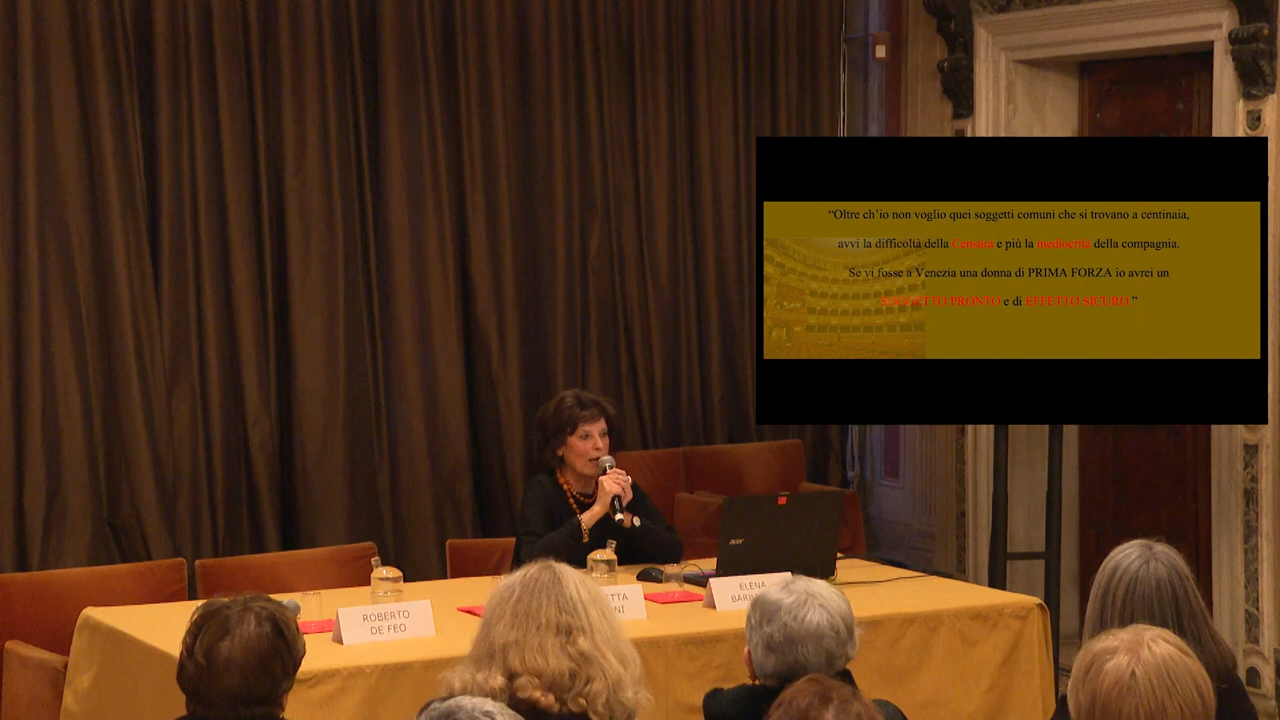 “Oltre ch’io non voglio quei soggetti comuni che si trovano a centinaia,
avvi la difficoltà della Censura e più la mediocrità della compagnia.
Se vi fosse a Venezia una donna di PRIMA FORZA io avrei un
SOGGETTO PRONTO e di EFFETTO SICURO.”
acer
ROBERTO
DE FEO
ELENA